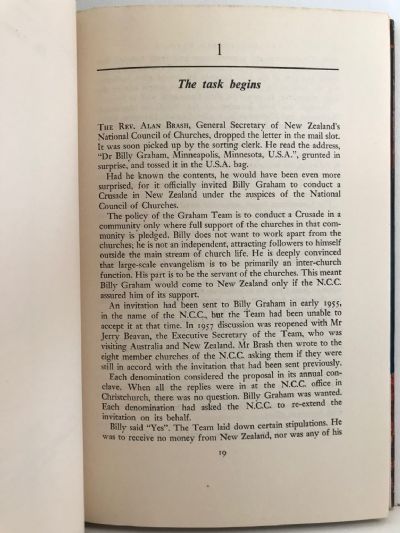 1
The task begins
THE REV. ALAN BRASH, General Secretary of New Zealand's
National Council of Churches, dropped the letter in the mail slot.
It was soon picked up by the sorting clerk. He read the address,
"Dr Billy Graham, Minneapolis, Minnesota, U.S.A.", grunted in
surprise, and tossed it in the U.S.A. bag.
Had he known the contents, he would have been even more
surprised, for it officially invited Billy Graham to conduct a
Crusade in New Zealand under the auspices of the National
Council of Churches.
The policy of the Graham Team is to conduct a Crusade in a
community only where full support of the churches in that com-
munity is pledged. Billy does not want to work apart from the
churches; he is not an independent, attracting followers to himself
outside the main stream of church life. He is deeply convinced
that large-scale envangelism is to be primarily an inter-church
function. His part is to be the servant of the churches. This meant
Billy Graham would come to New Zealand only if the N.C.C.
assured him of its support.
An invitation had been sent to Billy Graham in early 1955,
in the name of the N.C.C., but the Team had been unable to
accept it at that time. In 1957 discussion was reopened with Mr
Jerry Beavan, the Executive Secretary of the Team, who was
visiting Australia and New Zealand. Mr Brash then wrote to the
eight member churches of the N.C.C. asking them if they were
still in accord with the invitation that had been sent previously.
Each denomination considered the proposal in its annual con-
clave. When all the replies were in at the N.C.C. office in
Christchurch, there was no question. Billy Graham was wanted.
Each denomination had asked the N.C.C. to re-extend the
invitation on its behalf.
Billy said "Yes". The Team laid down certain stipulations. He
was to receive no money from New Zealand, nor was any of his
19